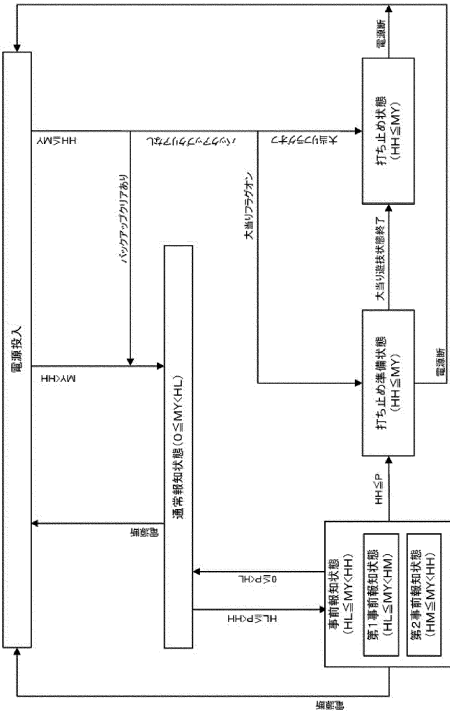 電源投入
HH≦MY
バックアップクリアなし
大当りフラグオフ
電源断
バックアップクリアあり
大当りフラグオン
MY<HH
打ち止め状態
(HH≦MY)
通常報知状態(0≦MY<HL)
大当り遊技状態終了
電源断
打ち止め準備状態
(HH≦MY)
電源断
0≦P<HL
HL≦P<HH
HH≦P
事前報知状態
(HL≦MY<HH)
第1事前報知状態
(HL≦MY<HM)
第2事前報知状態
(HM≦MY<HH)
電源断